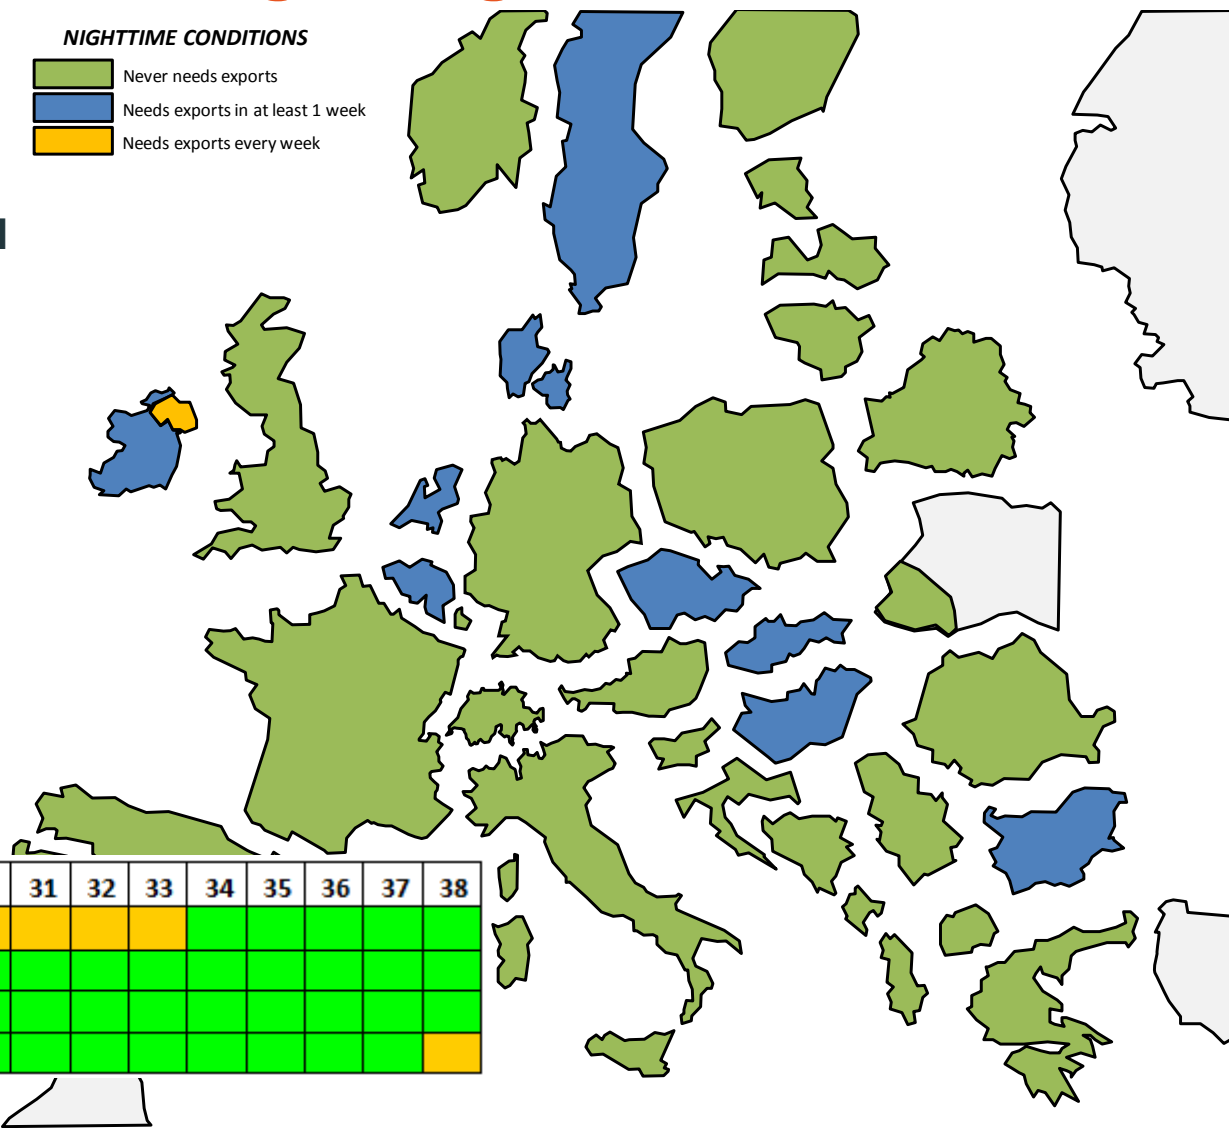 NIGHTTIME CONDITIONS
Never needs exports
Needs exports in at least 1 week
Needs exports every week
31 32 33 34 35 36 37 38